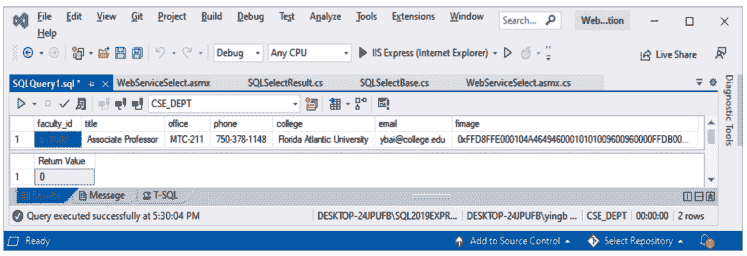 File Edit View Git Project Build Debug Test Analyze Tools Extensions Window Search... Web...tion
Help
Debug Any CPU IIS Express (Internet Explorer) Live Share
SQLQuery1.sql* WebServiceSelect.asmx SQLSelectResult.cs SQLSelectBase.cs WebServiceSelect.asmx.cs
Diagnostic Tools
CSE_DEPT
faculty_id title office phone college email fimage
1 Associate Professor MTC-211 750-378-1148 Florida Atlantic University ybai@college.edu 0xFFD8FFE000104A46494600010101009600960000FFDB00...
Return Value
1 0
Message T-SQL
Query executed successfully at 5:30:04 PM DESKTOP-24JPUFB\SQL2019EXPR... DESKTOP-24JPUFB\yingb ... CSE_DEPT 00:00:00 2 rows
Ready Add to Source Control Select Repository